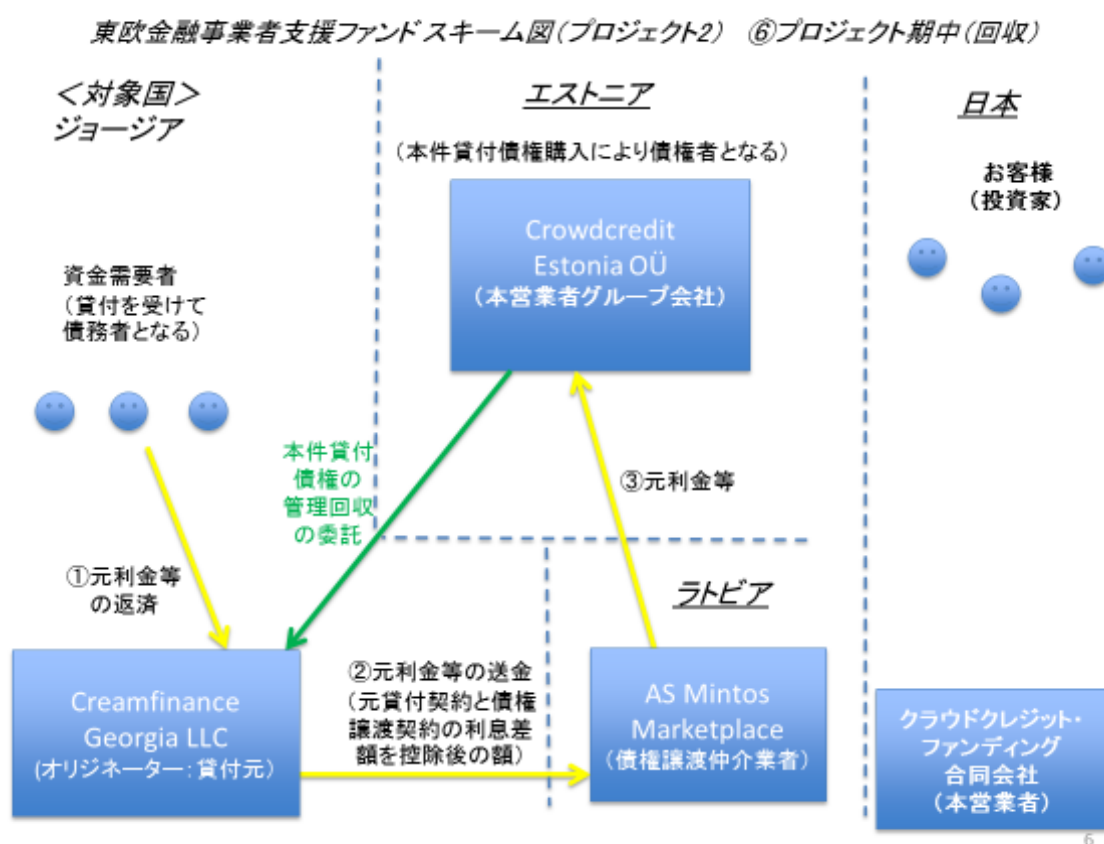 東欧金融事業者支援ファンドスキーム図(プロジェクト2) ⑥プロジェクト期中(回収)
<対象国>
ジョージア
エストニア
日本
(本件貸付債権購入により債権者となる)
お客様
(投資家)
Crowdcredit
Estonia OÜ
(本営業者グループ会社)
資金需要者
(貸付を受けて
債務者となる)
本件貸付
債権の
管理回収
の委託
③元利金等
①元利金等
の返済
ラトビア
②元利金等の送金
(元貸付契約と債権
譲渡契約の利息差
額を控除後の額)
Creamfinance
Georgia LLC
(オリジネーター:貸付元)
AS Mintos
Marketplace
(債権譲渡仲介業者)
クラウドクレジット・
ファンディング
合同会社
(本営業者)
6